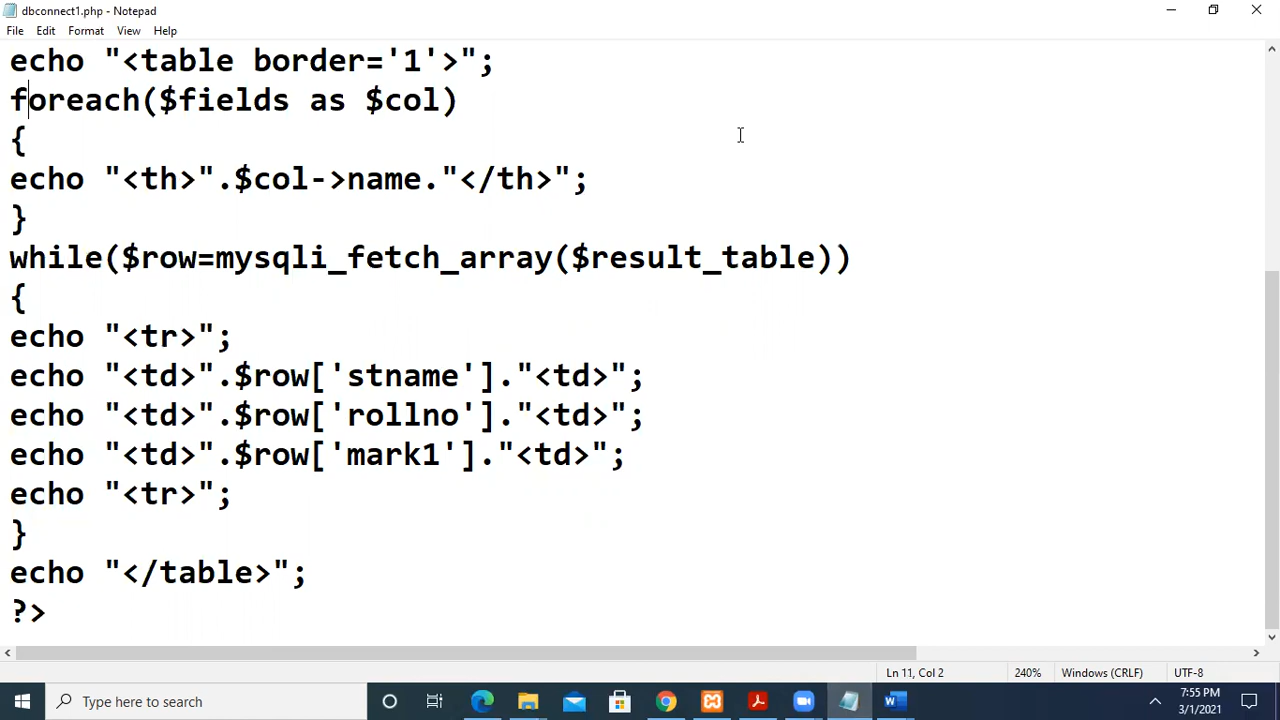 dbconnect1.php - Notepad
File Edit Format View Help
echo "<table border='1'>";
foreach($fields as $col)
{
echo "<th>".$col->name."</th>";
}
while($row=mysqli_fetch_array($result_table))
{
echo "<tr>";
echo "<td>".$row['stname']."<td>";
echo "<td>".$row['rollno']."<td>";
echo "<td>".$row['mark1']."<td>";
echo "<tr>";
}
echo "</table>";
?>
Ln 11, Col 2 240% Windows (CRLF) UTF-8
Type here to search
7:55 PM
3/1/2021